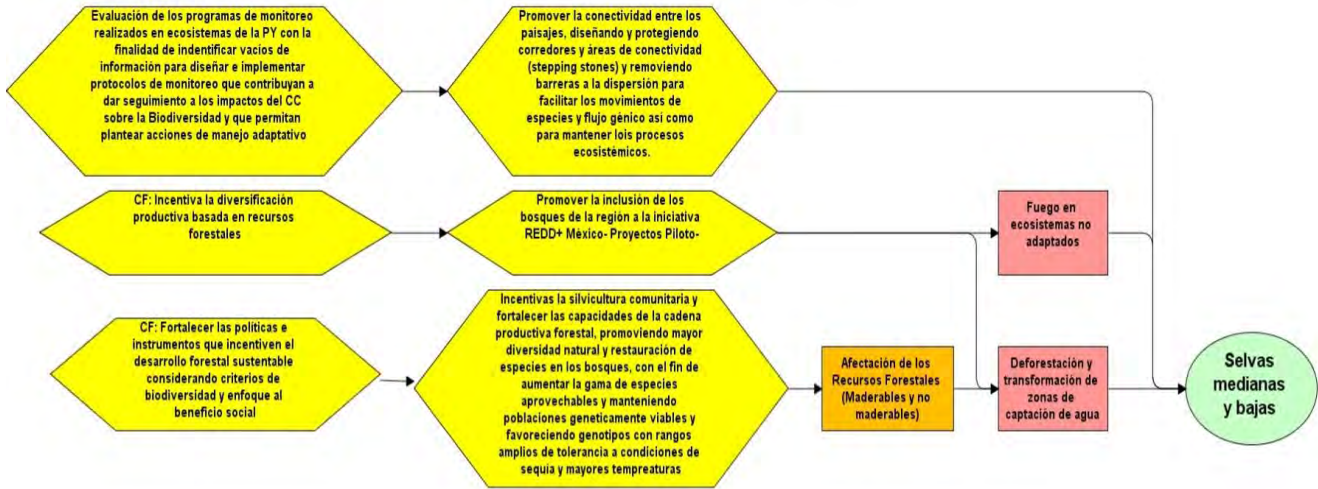 Evaluación de los programas de monitoreo
realizados en ecosistemas de la PY con la
finalidad de indentificar vacíos de
información para diseñar e implementar
protocolos de monitoreo que contribuyan a
dar seguimiento a los impactos del CC
sobre la Biodiversidad y que permitan
plantear acciones de manejo adaptativo
Promover la conectividad entre los
paisajes, diseñando y protegiendo
corredores y áreas de conectividad
(stepping stones) y removiendo
barreras a la dispersión para
facilitar los movimientos de
especies y flujo génico así como
para mantener lois procesos
ecosistémicos.
CF: Incentiva la diversificación
productiva basada en recursos
forestales
Promover la inclusión de los
bosques de la región a la iniciativa
REDD+ México- Proyectos Piloto-
Fuego en
ecosistemas no
adaptados
CF: Fortalecer las políticas e
instrumentos que incentiven el
desarrollo forestal sustentable
considerando criterios de
biodiversidad y enfoque al
beneficio social
Incentivas la silvicultura comunitaria y
fortalecer las capacidades de la cadena
productiva forestal, promoviendo mayor
diversidad natural y restauración de
especies en los bosques, con el fin de
aumentar la gama de especies
aprovechables y manteniendo
poblaciones geneticamente viables y
favoreciendo genotipos con rangos
amplios de tolerancia a condiciones de
sequía y mayores tempreaturas
Afectación de los
Recursos Forestales
(Maderables y no
maderables)
Deforestación y
transformación de
zonas de
captación de agua
Selvas
medianas
y bajas